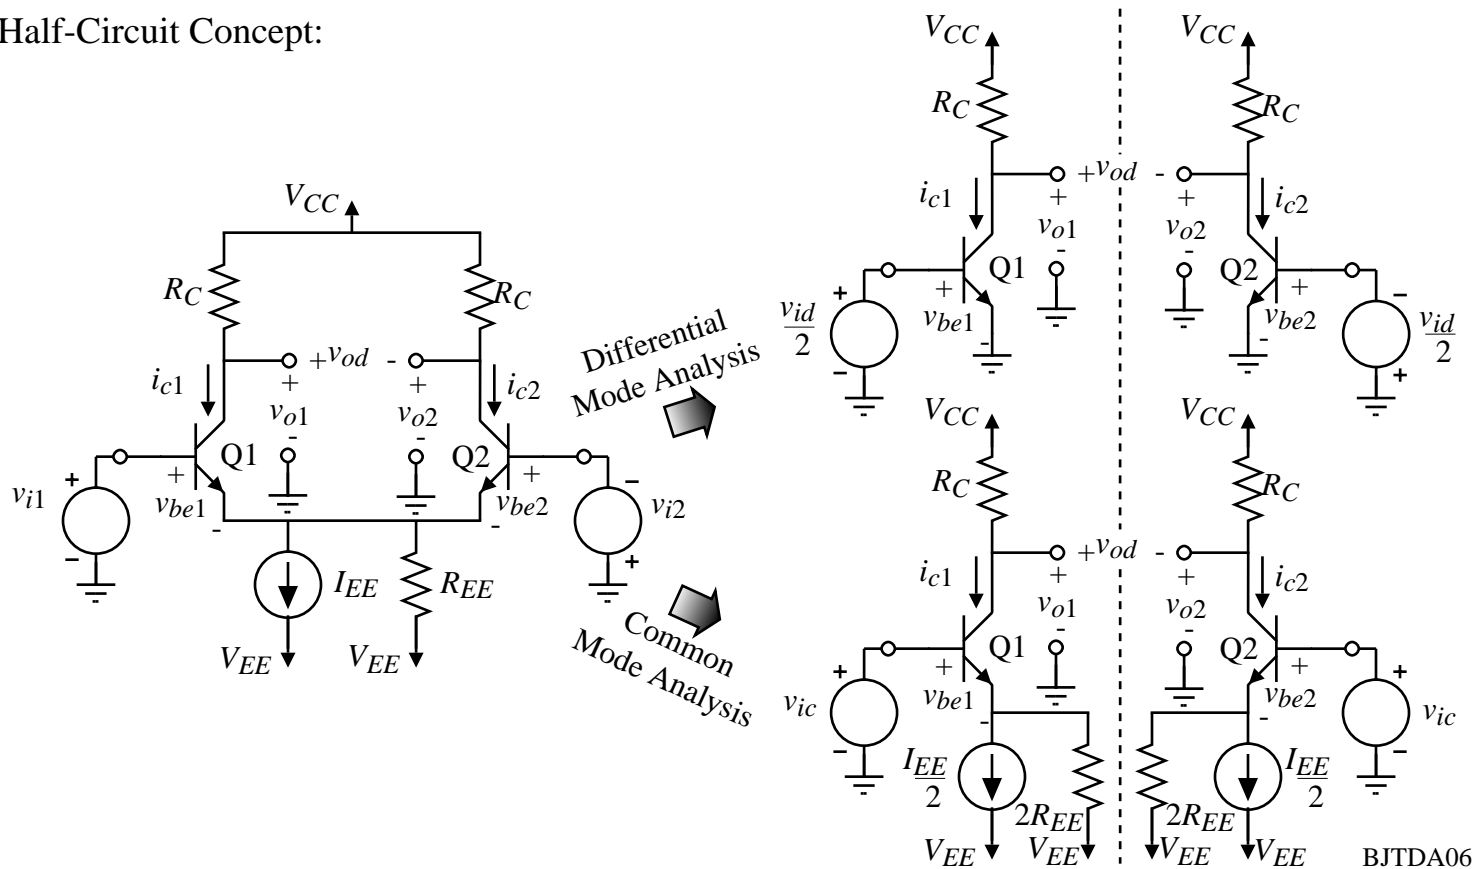 Half-Circuit Concept:
VCC
RC
RC
+ vod -
ic1
ic2
+
vo1
-
+
vo2
-
Q1
Q2
+
vbe1
-
+
vbe2
-
+
vi1
-
-
vi2
+
IEE
REE
VEE
VEE
Differential
Mode Analysis
Common
Mode Analysis
VCC
VCC
RC
RC
+ vod -
ic1
ic2
+
vo1
-
+
vo2
-
Q1
Q2
+
vbe1
-
+
vbe2
-
+
vid
2
-
-
vid
2
+
VCC
VCC
RC
RC
+ vod -
ic1
ic2
+
vo1
-
+
vo2
-
Q1
Q2
+
vbe1
-
+
vbe2
-
+
vic
-
+
vic
-
IEE
2
IEE
2
2REE
2REE
VEE
VEE
VEE
VEE
BJTDA06